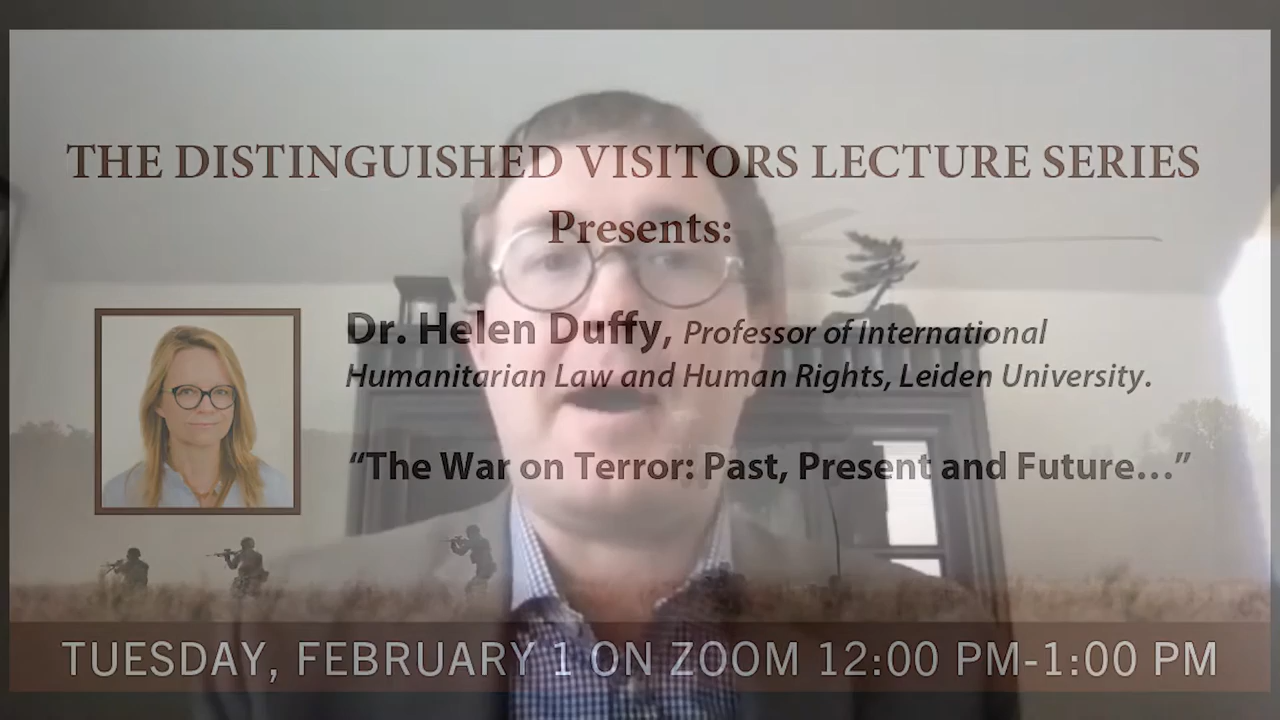 THE DISTINGUISHED VISITORS LECTURE SERIES
Presents:
Dr. Helen Duffy, Professor of International
Humanitarian Law and Human Rights, Leiden University.
“The War on Terror: Past, Present and Future…”
TUESDAY, FEBRUARY 1 ON ZOOM 12:00 PM-1:00 PM